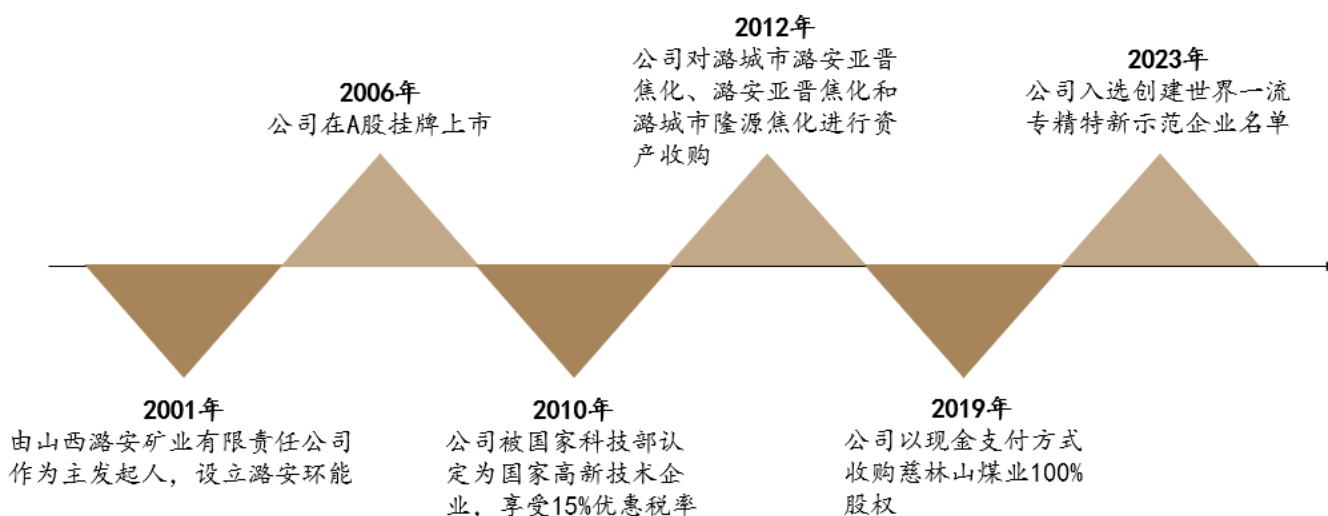 2001年
由山西潞安矿业有限责任公司
作为主发起人，设立潞安环能
2006年
公司在A股挂牌上市
2010年
公司被国家科技部认
定为国家高新技术企
业，享受15%优惠税率
2012年
公司对潞城市潞安亚晋
焦化、潞安亚晋焦化和
潞城市隆源焦化进行资
产收购
2019年
公司以现金支付方式
收购慈林山煤业100%
股权
2023年
公司入选创建世界一流
专精特新示范企业名单